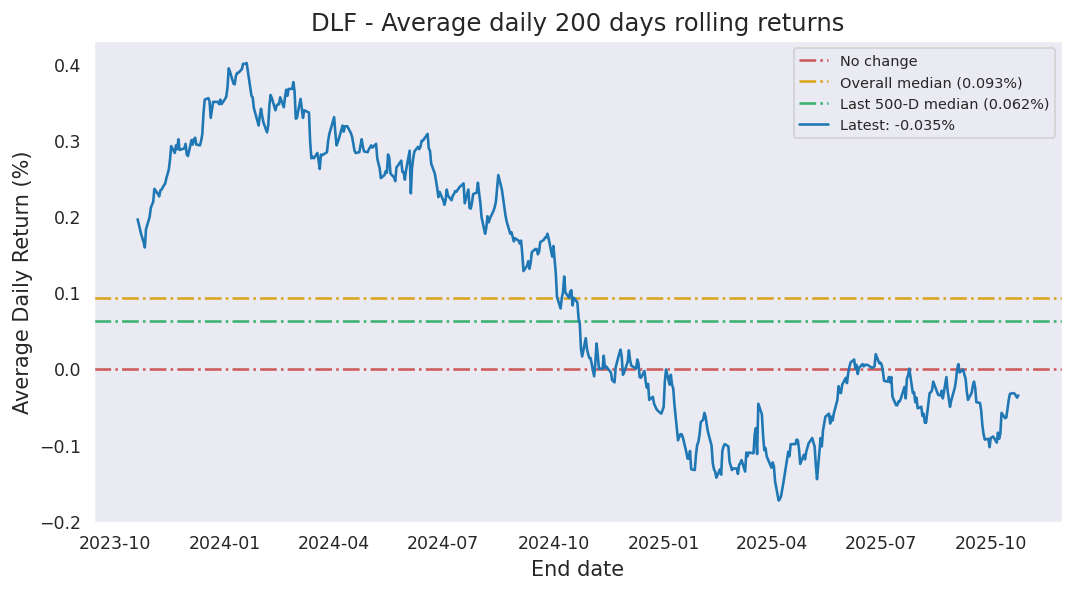 DLF - Average daily 200 days rolling returns
No change
Overall median (0.093%)
Last 500-D median (0.062%)
Latest: -0.035%
Average Daily Return (%)
0.4
0.3
0.2
0.1
0.0
−0.1
−0.2
2023-10 2024-01 2024-04 2024-07 2024-10 2025-01 2025-04 2025-07 2025-10
End date